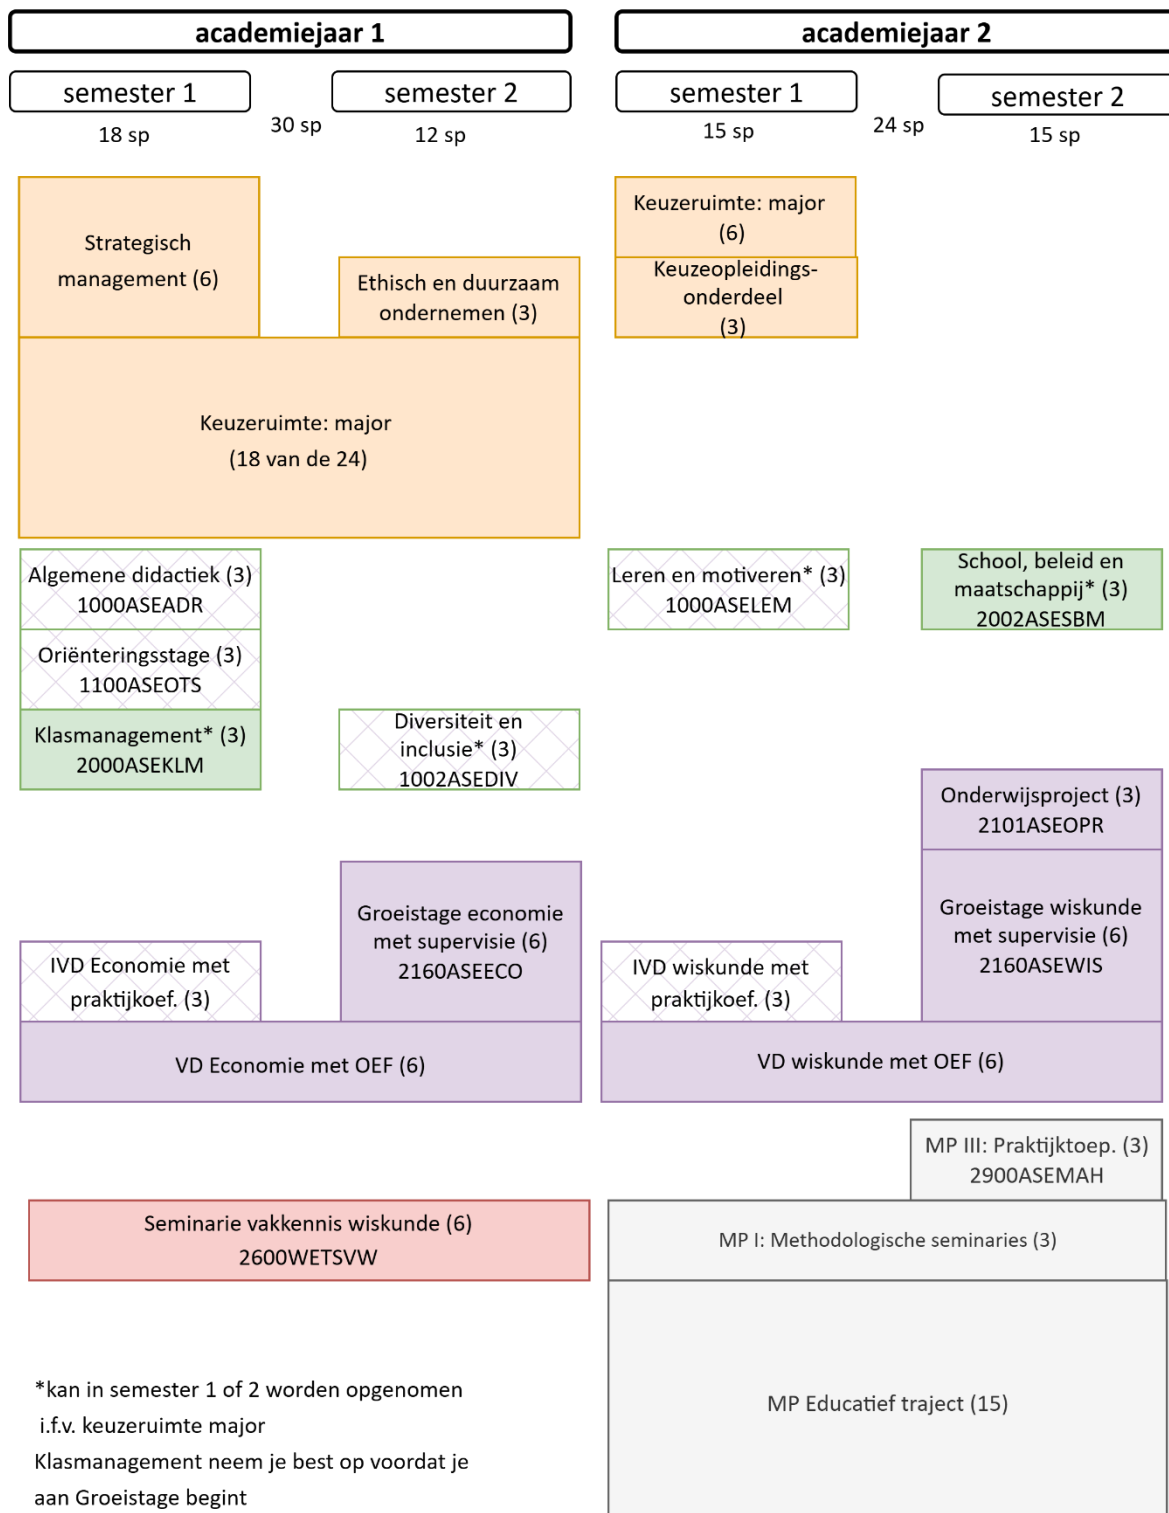 academiejaar 1
academiejaar 2
semester 1
semester 2
semester 1
semester 2
18 sp
30 sp
12 sp
15 sp
24 sp
15 sp
Strategisch
management (6)
Ethisch en duurzaam
ondernemen (3)
Keuzeruimte: major
(6)
Keuzeopleidings-
onderdeel
(3)
Keuzeruimte: major
(18 van de 24)
Algemene didactiek (3)
1000ASEADR
Oriënteringsstage (3)
1100ASEOTS
Klasmanagement* (3)
2000ASEKLM
Diversiteit en
inclusie* (3)
1002ASEDIV
Leren en motiveren* (3)
1000ASELEM
School, beleid en
maatschappij* (3)
2002ASESBM
Onderwijsproject (3)
2101ASEOPR
Groeistage economie
met supervisie (6)
2160ASEECO
Groeistage wiskunde
met supervisie (6)
2160ASEWIS
IVD Economie met
praktijkoef. (3)
IVD wiskunde met
praktijkoef. (3)
VD Economie met OEF (6)
VD wiskunde met OEF (6)
MP III: Praktijktoep. (3)
2900ASEMAH
Seminarie vakkennis wiskunde (6)
2600WETSVW
MP I: Methodologische seminaries (3)
MP Educatief traject (15)
*kan in semester 1 of 2 worden opgenomen
i.f.v. keuzeruimte major
Klasmanagement neem je best op voordat je
aan Groeistage begint